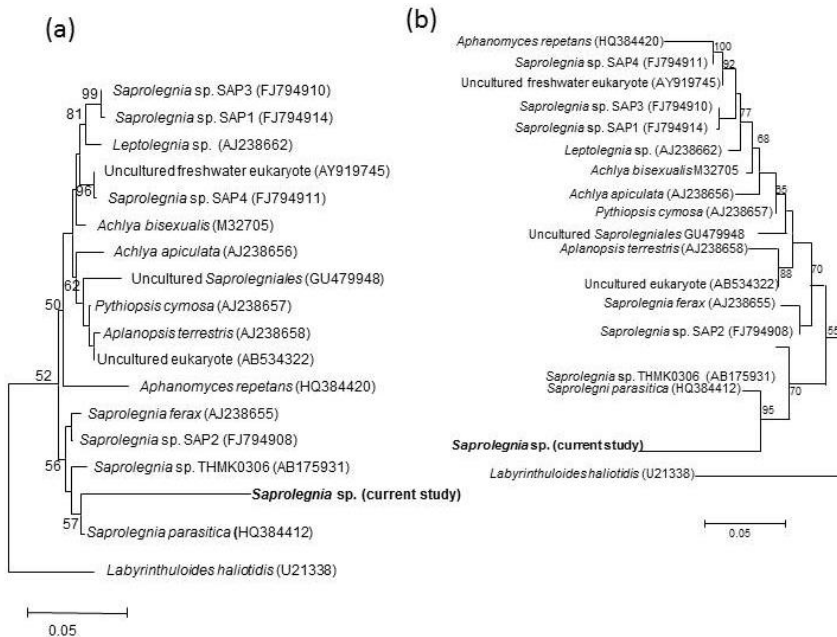 (a)
99
Saprolegnia sp. SAP3 (FJ794910)
81
Saprolegnia sp. SAP1 (FJ794914)
Leptolegnia sp. (AJ238662)
Uncultured freshwater eukaryote (AY919745)
96
Saprolegnia sp. SAP4 (FJ794911)
Achlya bisexualis (M32705)
Achlya apiculata (AJ238656)
Uncultured Saprolegniales (GU479948)
62
50
Pythiopsis cymosa (AJ238657)
Aplanopsis terrestris (AJ238658)
Uncultured eukaryote (AB534322)
52
Aphanomyces repetans (HQ384420)
Saprolegnia ferax (AJ238655)
Saprolegnia sp. SAP2 (FJ794908)
56
Saprolegnia sp. THMK0306 (AB175931)
Saprolegnia sp. (current study)
57
Saprolegnia parasitica (HQ384412)
Labyrinthuloides haliotidis (U21338)
0.05
(b)
Aphanomyces repetans (HQ384420)
100
Saprolegnia sp. SAP4 (FJ794911)
92
Uncultured freshwater eukaryote (AY919745)
Saprolegnia sp. SAP3 (FJ794910)
77
Saprolegnia sp. SAP1 (FJ794914)
68
Leptolegnia sp. (AJ238662)
Achlya bisexualis M32705
Achlya apiculata (AJ238656)
Pythiopsis cymosa (AJ238657)
Uncultured Saprolegniales GU479948
Aplanopsis terrestris (AJ238658)
70
88
Uncultured eukaryote (AB534322)
Saprolegnia ferax (AJ238655)
Saprolegnia sp. SAP2 (FJ794908)
55
Saprolegnia sp. THMK0306 (AB175931)
Saprolegni parasitica (HQ384412)
70
95
Saprolegnia sp. (current study)
Labyrinthuloides haliotidis (U21338)
0.05